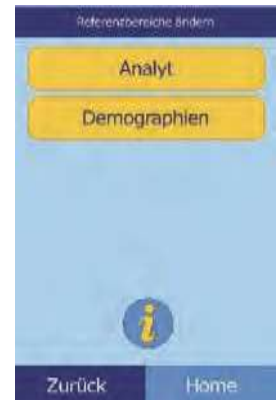 Referenzbereiche ändern
Analyt
Demographien
i
Zurück
Home